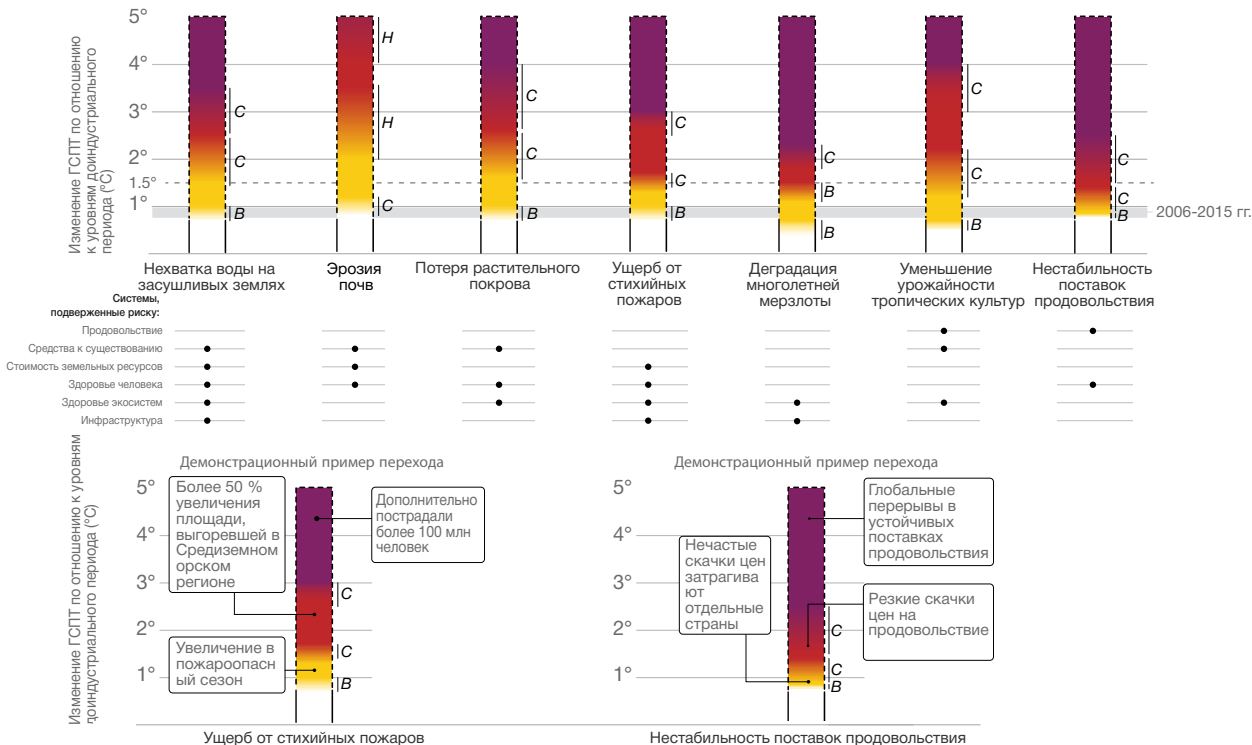 Изменение ГСПТ по отношению
к уровням доиндустриального
периода (°C)
5°
4°
3°
2°
1.5°
1°
C
C
B
H
H
C
C
C
B
C
C
B
C
B
B
C
C
B
C
C
B
2006-2015 гг.
Нехватка воды на
засушливых землях
Эрозия
почв
Потеря растительного
покрова
Ущерб от
стихийных
пожаров
Деградация
многолетней
мерзлоты
Уменьшение
урожайности
тропических культур
Нестабильность
поставок
продовольствия
Системы,
подверженные риску:
Продовольствие
Средства к существованию
Стоимость земельных ресурсов
Здоровье человека
Здоровье экосистем
Инфраструктура
Изменение ГСПТ по отношению к уровням
доиндустриального периода (°C)
Демонстрационный пример перехода
5°
4°
3°
2°
1°
Более 50 %
увеличения
площади,
выгоревшей в
Средиземном
орском
регионе
Дополнительно
пострадали
более 100 млн
человек
Увеличение в
пожароопасн
ый сезон
C
C
B
Ущерб от стихийных пожаров
Демонстрационный пример перехода
5°
4°
3°
2°
1°
Глобальные
перерывы в
устойчивых
поставках
продовольствия
Нечастые
скачки цен
затрагива
ют
отдельные
страны
Резкие скачки
цен на
продовольствие
C
C
B
Нестабильность поставок продовольствия